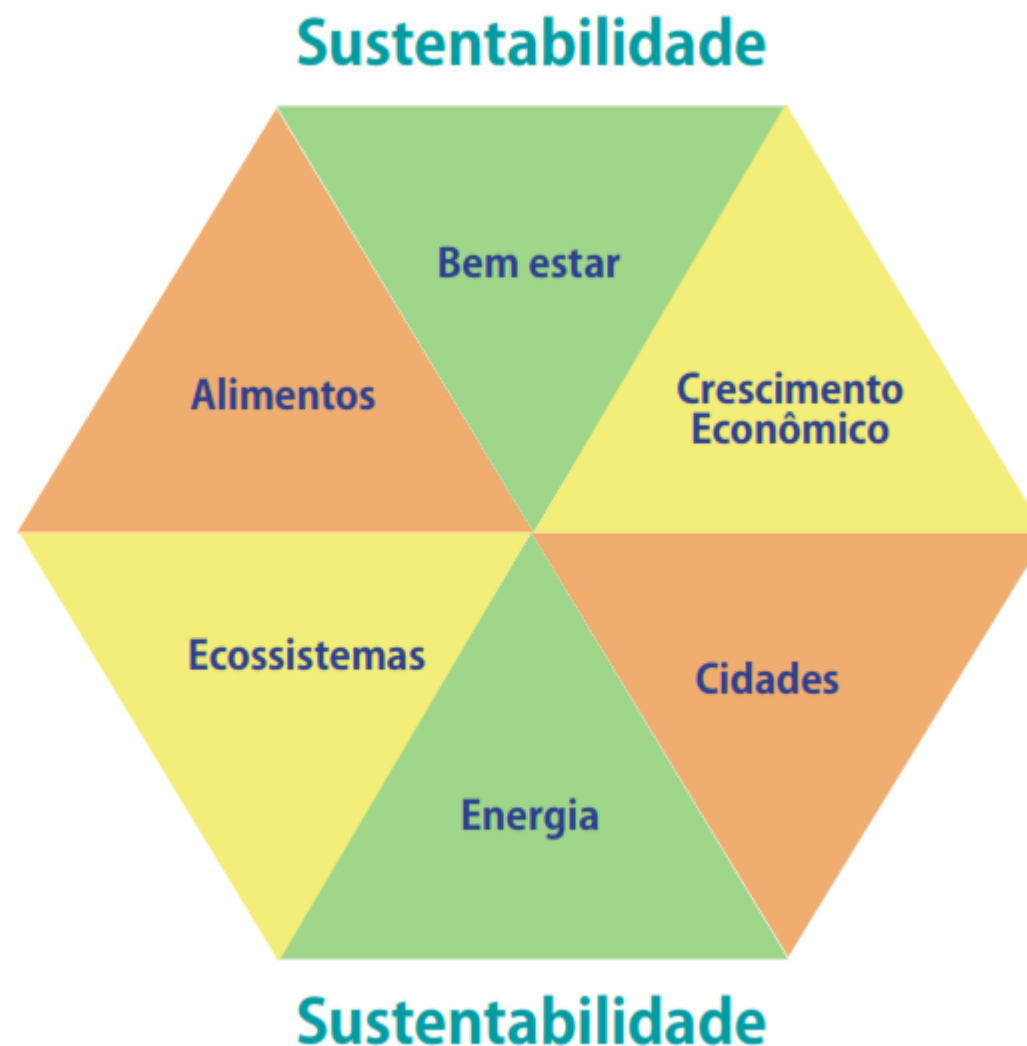 Sustentabilidade
Bem estar
Alimentos
Crescimento
Econômico
Ecossistemas
Cidades
Energia
Sustentabilidade